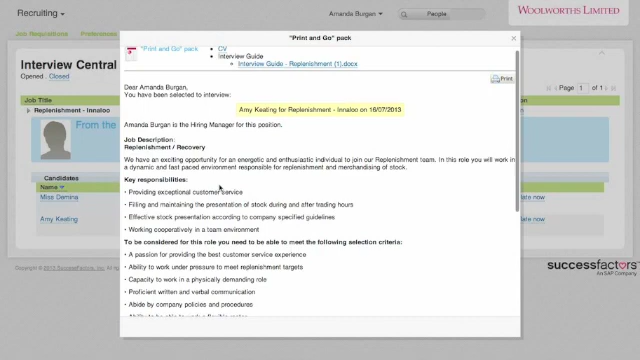 Recruiting
Amanda Burgan
People
WOOLWORTHS LIMITED
Job Requisitions Preferences
"Print and Go" pack
Interview Central
Opened Closed
"Print and Go" pack
• CV
• Interview Guide
Interview Guide - Replenishment (1).docx
Print
Page 1 of 1
Job Title
Replenishment - Innaloo
From the
Candidates
Name
Miss Demina
Amy Keating
Dear Amanda Burgan,
You have been selected to interview:
Amy Keating for Replenishment - Innaloo on 16/07/2013
Amanda Burgan is the Hiring Manager for this position.
Job Description:
Replenishment / Recovery
We have an exciting opportunity for an energetic and enthusiastic individual to join our Replenishment team. In this role you will work in
a dynamic and fast paced environment responsible for replenishment and merchandising of stock.
Key responsibilities:
• Providing exceptional customer service
• Filling and maintaining the presentation of stock during and after trading hours
• Effective stock presentation according to company specified guidelines
• Working cooperatively in a team environment
To be considered for this role you need to be able to meet the following selection criteria:
• A passion for providing the best customer service experience
• Ability to work under pressure to meet replenishment targets
• Capacity to work in a physically demanding role
• Proficient written and verbal communication
• Abide by company policies and procedures
ate now
ate now
Copyright © 2013 SuccessFactors, Inc.
successfactors
An SAP Company